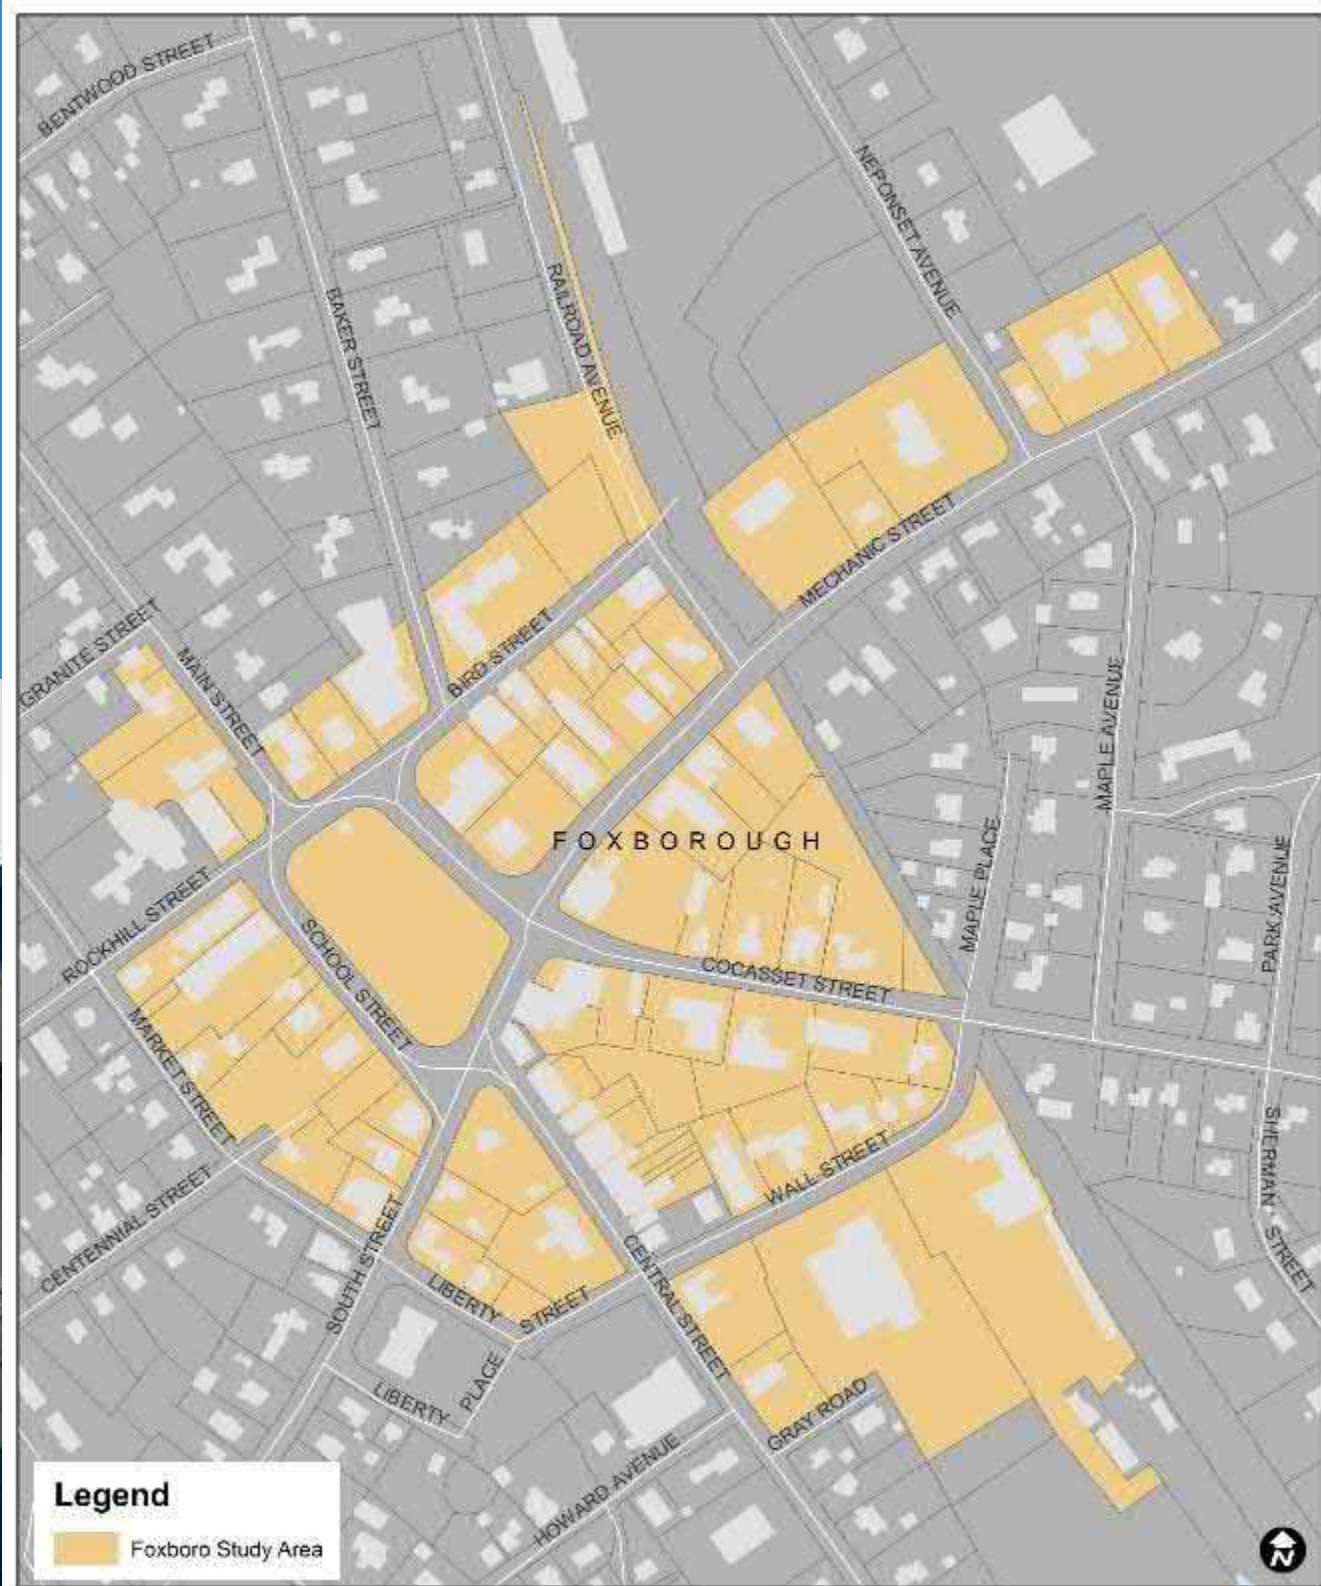 BENTWOOD STREET
NEPONSET AVENUE
RAILROAD AVENUE
BAKER STREET
MECHANIC STREET
GRANITE STREET
MAIN STREET
BIRD STREET
MAPLE AVENUE
FOXBOROUGH
MAPLE PLACE
PARK AVENUE
ROCKHILL STREET
SCHOOL STREET
COCASSET STREET
MARKET STREET
WALL STREET
SHERMAN STREET
CENTENNIAL STREET
SOUTH STREET
CENTRAL STREET
LIBERTY STREET
LIBERTY PLACE
GRAY ROAD
HOWARD AVENUE
Legend
Foxboro Study Area
N